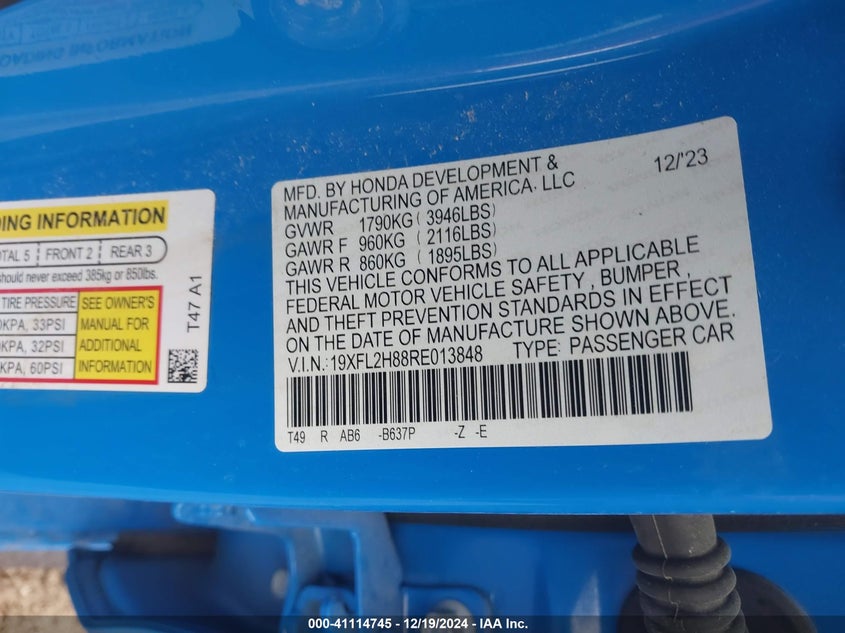 DING INFORMATION
OTAL 5 FRONT 2 REAR 3
should never exceed 385kg or 850lbs.
TIRE PRESSURE SEE OWNER'S
KPA, 33PSI MANUAL FOR
KPA, 32PSI ADDITIONAL
KPA, 60PSI INFORMATION
T47 A1
MFD. BY HONDA DEVELOPMENT & 12/'23
MANUFACTURING OF AMERICA. LLC
GVWR 1790KG ( 3946LBS)
GAWR F 960KG ( 2116LBS)
GAWR R 860KG ( 1895LBS)
THIS VEHICLE CONFORMS TO ALL APPLICABLE
FEDERAL MOTOR VEHICLE SAFETY , BUMPER ,
AND THEFT PREVENTION STANDARDS IN EFFECT
ON THE DATE OF MANUFACTURE SHOWN ABOVE.
V.I.N.: 19XFL2H88RE013848 TYPE: PASSENGER CAR
T49 R AB6 -B637P -Z -E
000-41114745 - 12/19/2024 - IAA Inc.